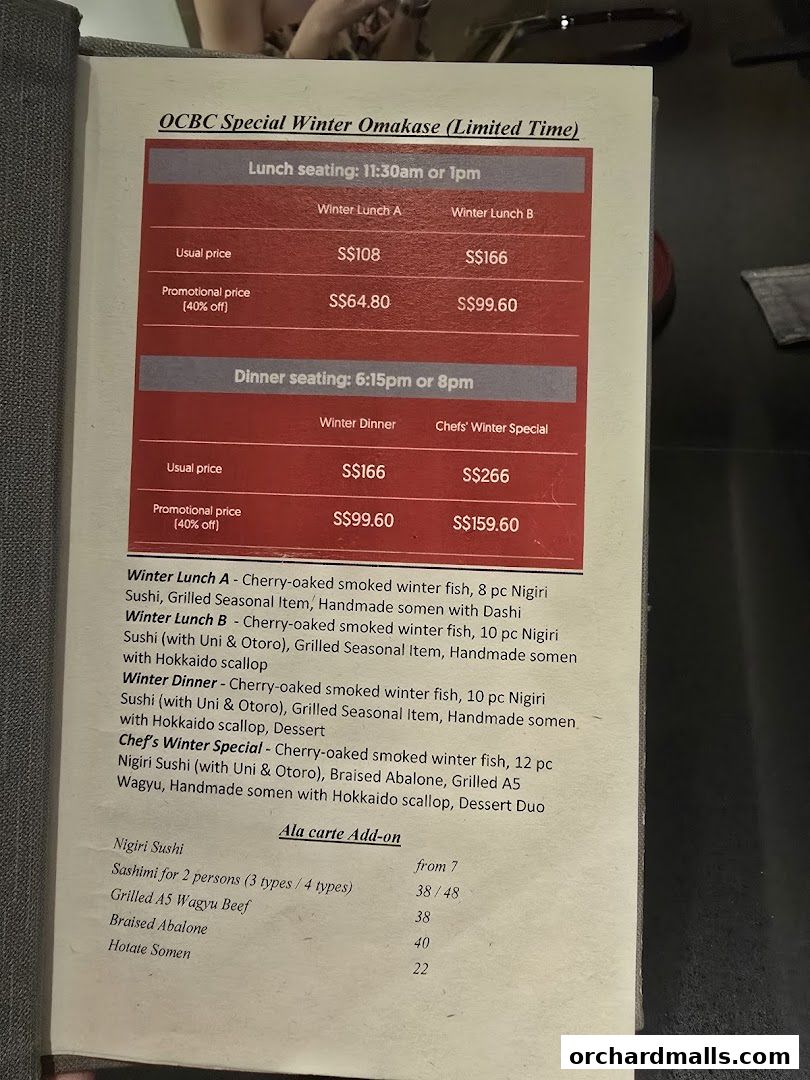 OCBC Special Winter Omakase (Limited Time)
Lunch seating: 11:30am or 1pm
Winter Lunch A Winter Lunch B
Usual price S$108 S$166
Promotional price (40% off) S$64.80 S$99.60
Dinner seating: 6:15pm or 8pm
Winter Dinner Chefs' Winter Special
Usual price S$166 S$266
Promotional price (40% off) S$99.60 S$159.60
Winter Lunch A - Cherry-oaked smoked winter fish, 8 pc Nigiri
Sushi, Grilled Seasonal Item, Handmade somen with Dashi
Winter Lunch B - Cherry-oaked smoked winter fish, 10 pc Nigiri
Sushi (with Uni & Otoro), Grilled Seasonal Item, Handmade somen
with Hokkaido scallop
Winter Dinner - Cherry-oaked smoked winter fish, 10 pc Nigiri
Sushi (with Uni & Otoro), Grilled Seasonal Item, Handmade somen
with Hokkaido scallop, Dessert
Chef's Winter Special - Cherry-oaked smoked winter fish, 12 pc
Nigiri Sushi (with Uni & Otoro), Braised Abalone, Grilled A5
Wagyu, Handmade somen with Hokkaido scallop, Dessert Duo
Ala carte Add-on
Nigiri Sushi from 7
Sashimi for 2 persons (3 types / 4 types) 38 / 48
Grilled A5 Wagyu Beef 38
Braised Abalone 40
Hotate Somen 22
orchardmalls.com